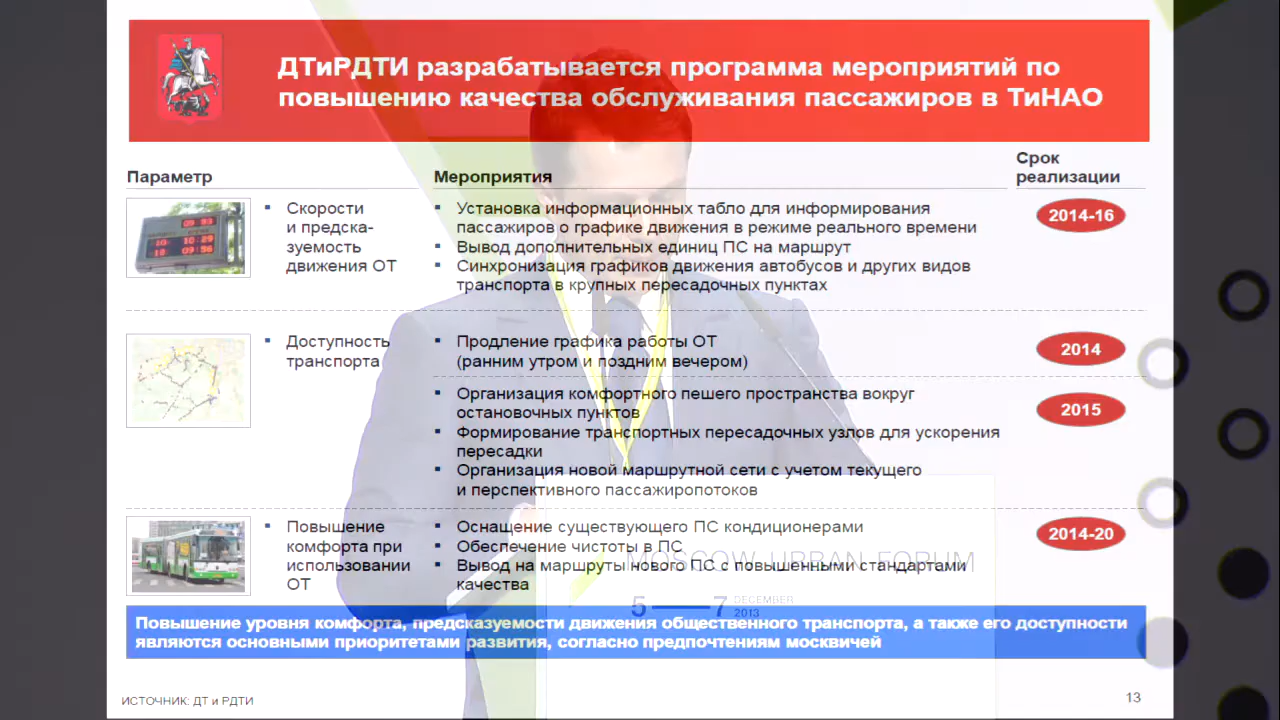 ДТиРДТИ разрабатывается программа мероприятий по
повышению качества обслуживания пассажиров в ТиНАО
Параметр
Мероприятия
Срок
реализации
Скорости
и предска-
зуемость
движения ОТ
Установка информационных табло для информирования
пассажиров о графике движения в режиме реального времени
Вывод дополнительных единиц ПС на маршрут
Синхронизация графиков движения автобусов и других видов
транспорта в крупных пересадочных пунктах
2014-16
Доступность
транспорта
Продление графика работы ОТ
(ранним утром и поздним вечером)
2014
Организация комфортного пешего пространства вокруг
остановочных пунктов
Формирование транспортных пересадочных узлов для ускорения
пересадки
Организация новой маршрутной сети с учетом текущего
и перспективного пассажиропотоков
2015
Повышение
комфорта при
использовании
ОТ
Оснащение существующего ПС кондиционерами
Обеспечение чистоты в ПС
Вывод на маршруты нового ПС с повышенными стандартами
качества
2014-20
MOSCOW URBAN FORUM
5 — 7 DECEMBER
2013
Повышение уровня комфорта, предсказуемости движения общественного транспорта, а также его доступности
являются основными приоритетами развития, согласно предпочтениям москвичей
ИСТОЧНИК: ДТ и РДТИ
13